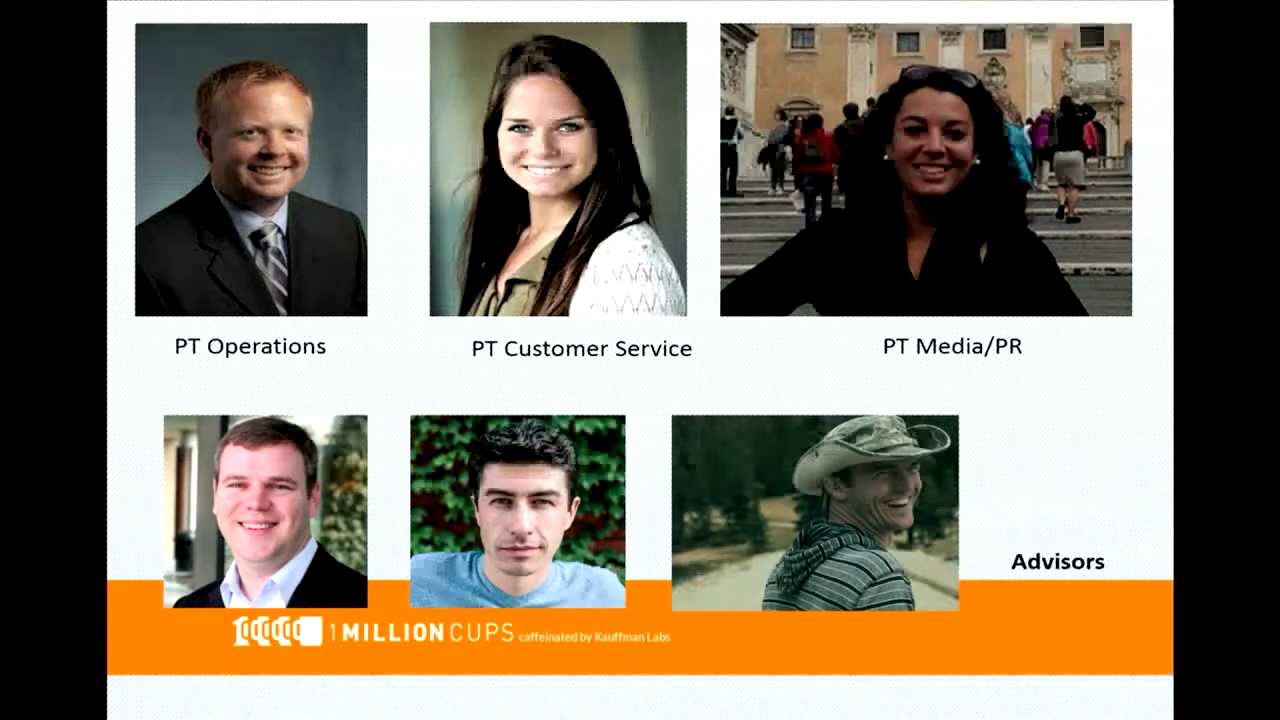 PT Operations
PT Customer Service
PT Media/PR
Advisors
1 MILLION CUPS caffeinated by Kauffman Labs